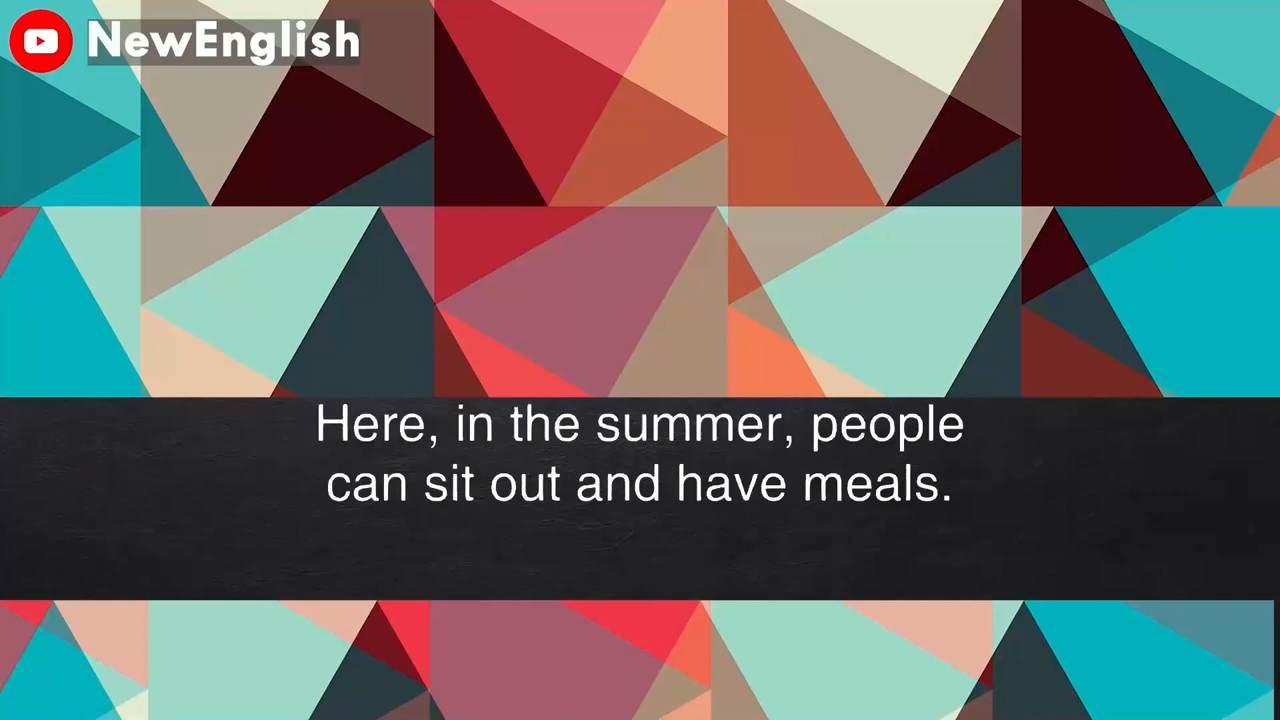 NewEnglish
Here, in the summer, people
can sit out and have meals.